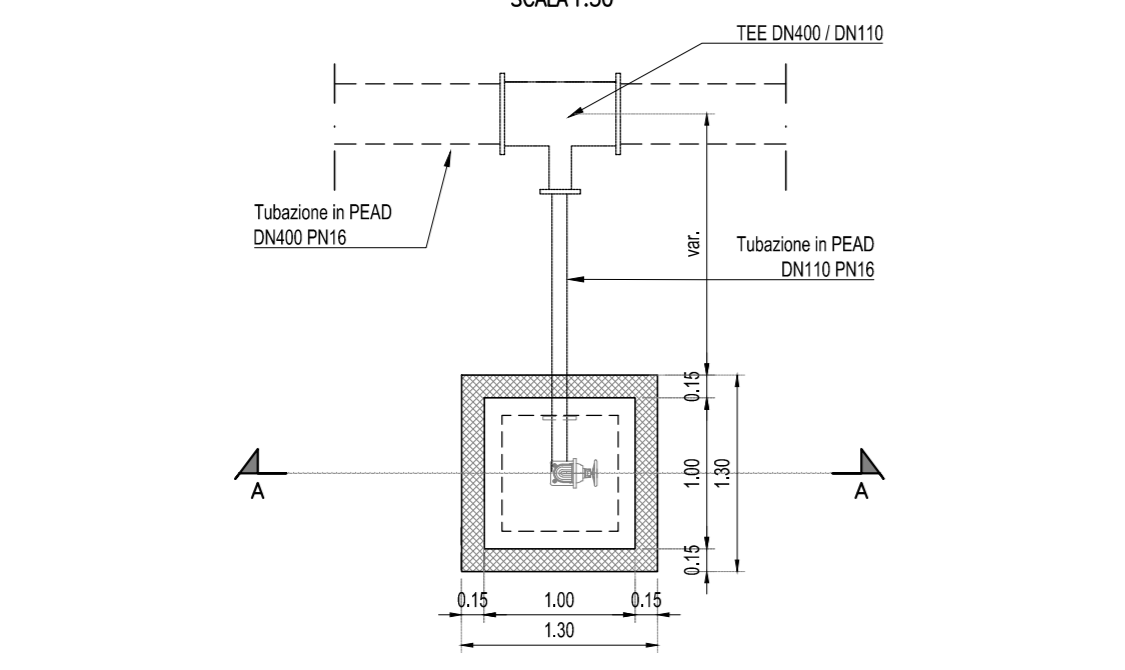 SCALA 1:50
TEE DN400 / DN110
Tubazione in PEAD
DN400 PN16
var.
Tubazione in PEAD
DN110 PN16
0.15
1.00
1.30
0.15
A
A
0.15
1.00
0.15
1.30